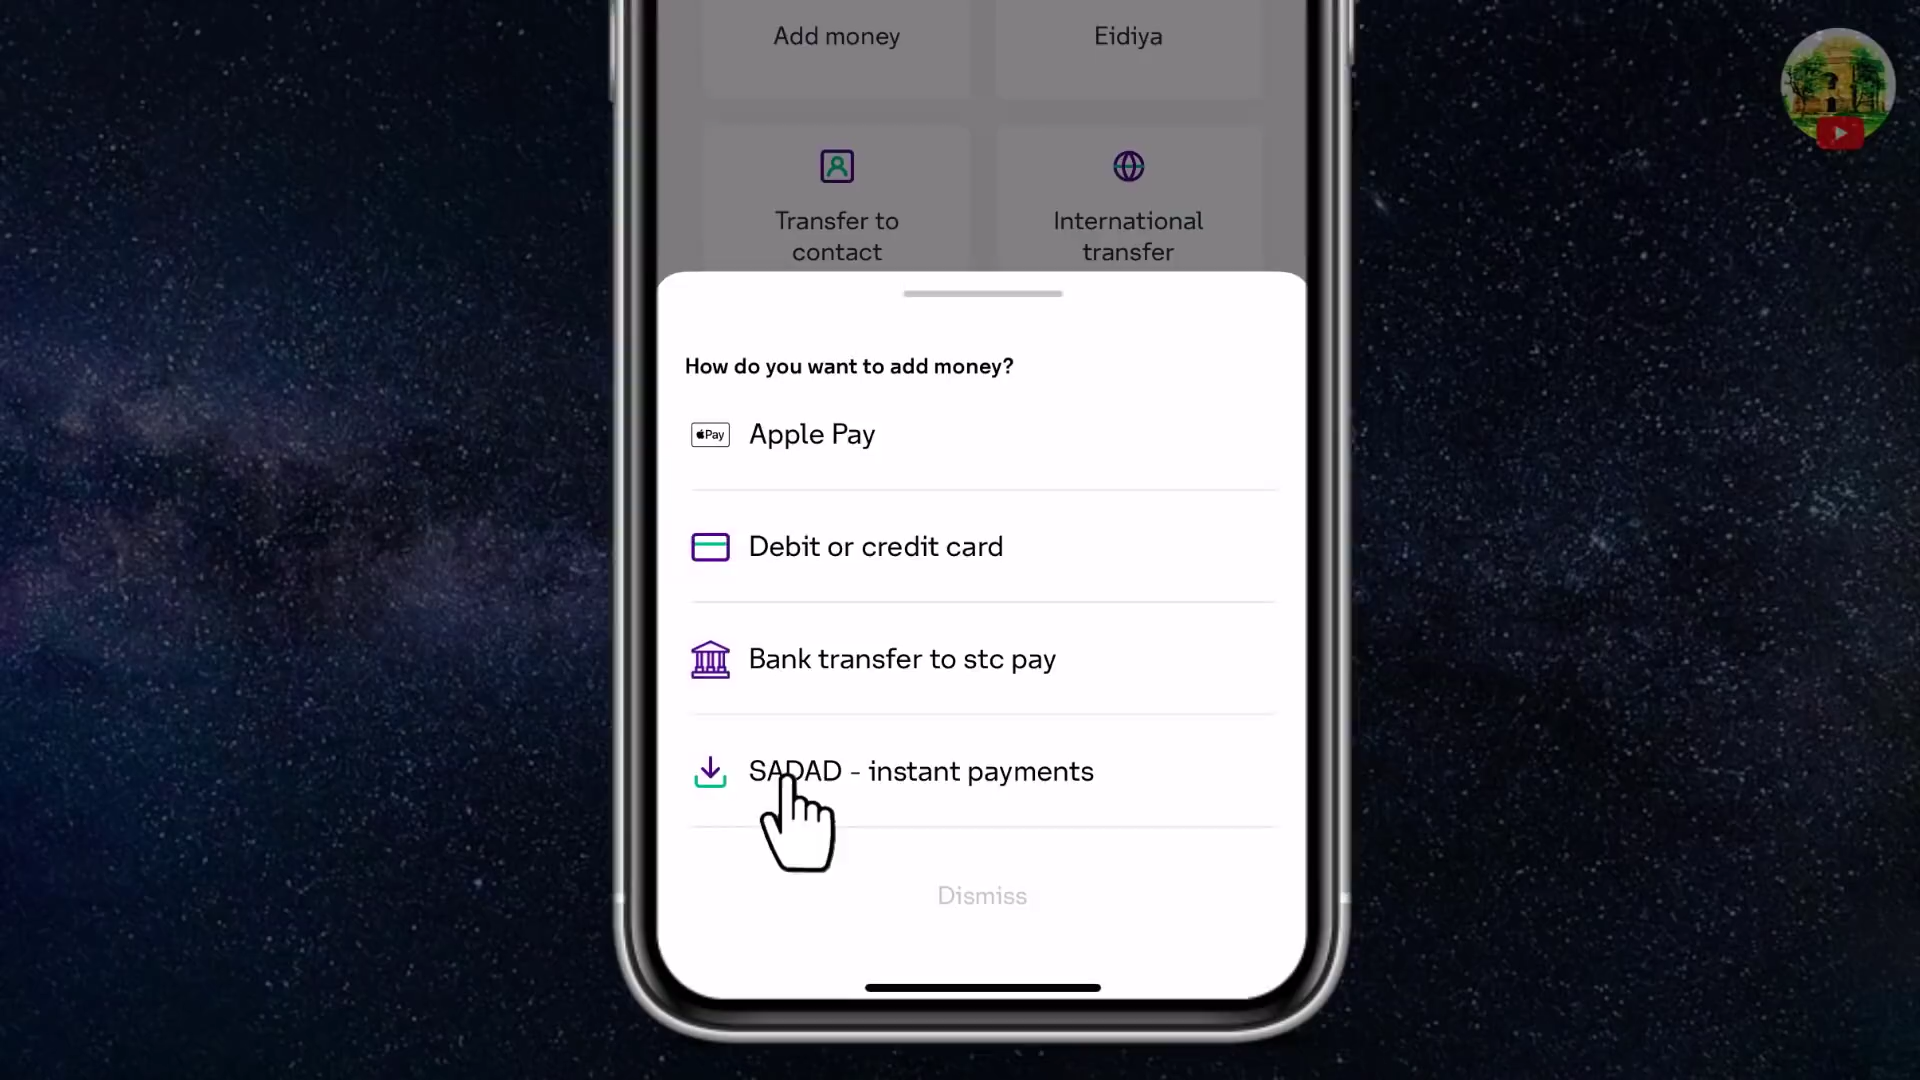 Add money
Eidiya
Transfer to
contact
International
transfer
How do you want to add money?
Pay
Apple Pay
Debit or credit card
Bank transfer to stc pay
SADAD - instant payments
Dismiss